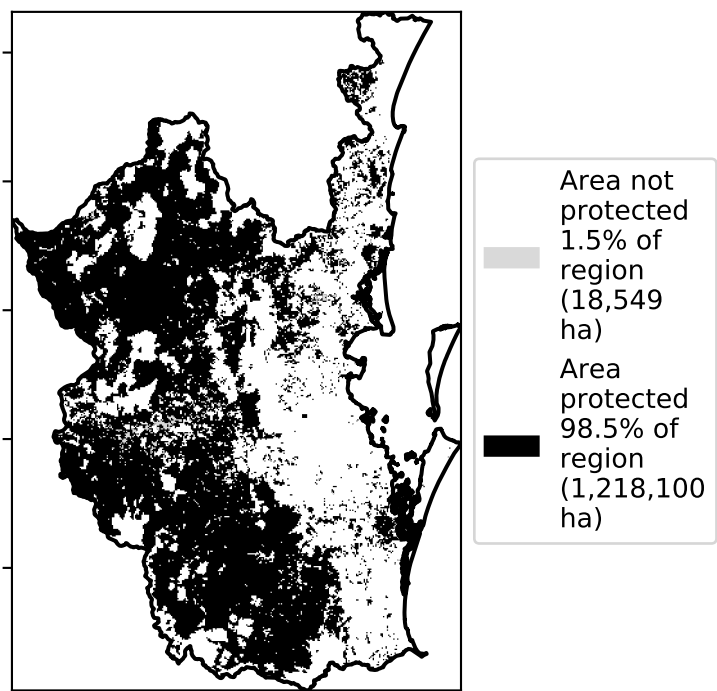 Area not
protected
1.5% of
region
(18,549
ha)
Area
protected
98.5% of
region
(1,218,100
ha)